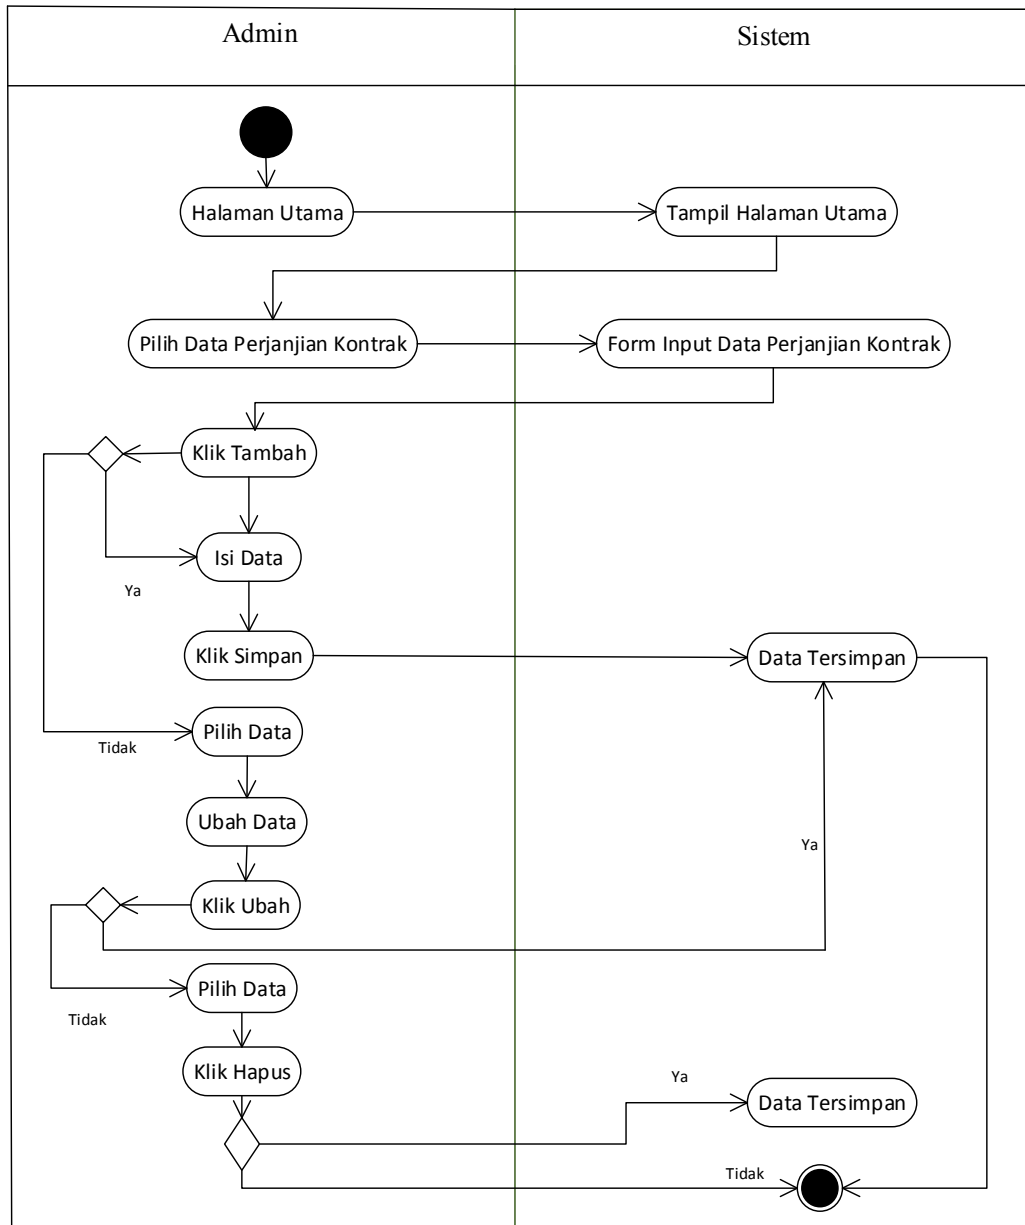 Admin
Sistem
Halaman Utama
Tampil Halaman Utama
Pilih Data Perjanjian Kontrak
Form Input Data Perjanjian Kontrak
Klik Tambah
Isi Data
Ya
Klik Simpan
Data Tersimpan
Pilih Data
Tidak
Ubah Data
Ya
Klik Ubah
Pilih Data
Tidak
Klik Hapus
Ya
Data Tersimpan
Tidak